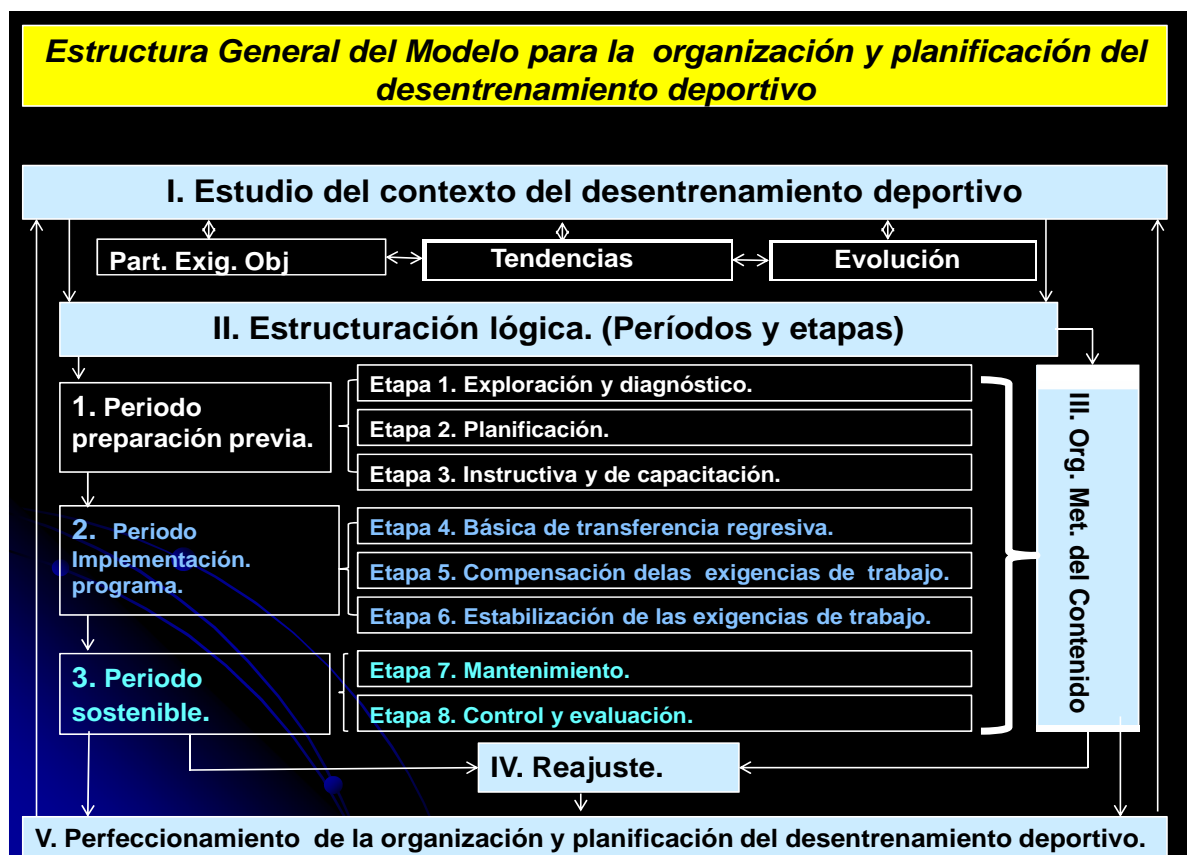 Estructura General del Modelo para la organización y planificación del
desentrenamiento deportivo
I. Estudio del contexto del desentrenamiento deportivo
Part. Exig. Obj
Tendencias
Evolución
II. Estructuración lógica. (Períodos y etapas)
1. Periodo
preparación previa.
Etapa 1. Exploración y diagnóstico.
Etapa 2. Planificación.
Etapa 3. Instructiva y de capacitación.
2. Periodo
Implementación.
programa.
Etapa 4. Básica de transferencia regresiva.
Etapa 5. Compensación delas exigencias de trabajo.
Etapa 6. Estabilización de las exigencias de trabajo.
3. Periodo
sostenible.
Etapa 7. Mantenimiento.
Etapa 8. Control y evaluación.
III. Org. Met. del Contenido
IV. Reajuste.
V. Perfeccionamiento de la organización y planificación del desentrenamiento deportivo.